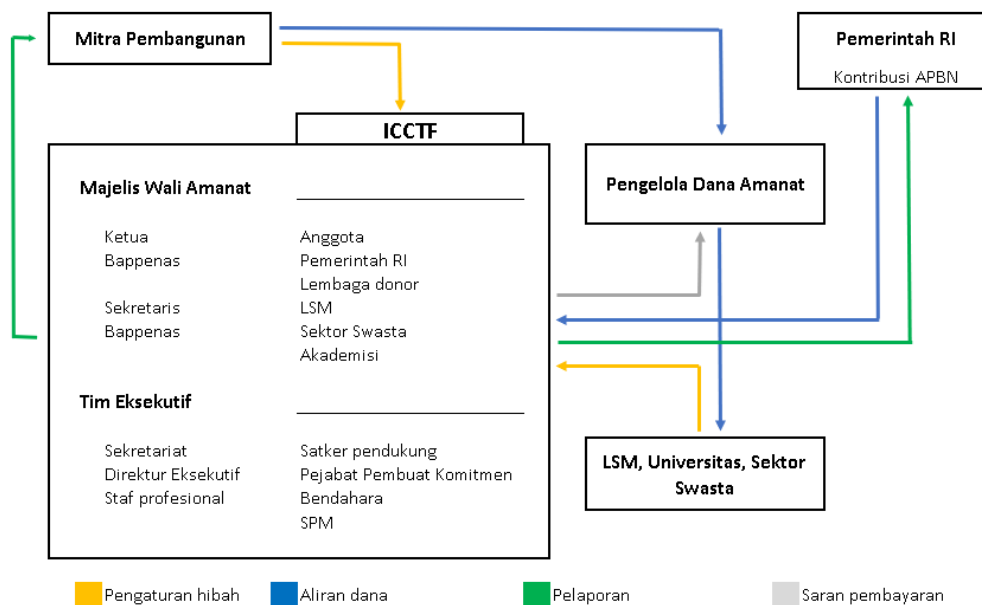 Mitra Pembangunan
Pemerintah RI
Kontribusi APBN
ICCTF
Majelis Wali Amanat
Ketua Anggota
Bappenas Pemerintah RI
Lembaga donor
Sekretaris LSM
Bappenas Sektor Swasta
Akademisi
Tim Eksekutif
Sekretariat Satker pendukung
Direktur Eksekutif Pejabat Pembuat Komitmen
Staf profesional Bendahara
SPM
Pengelola Dana Amanat
LSM, Universitas, Sektor
Swasta
Pengaturan hibah Aliran dana Pelaporan Saran pembayaran